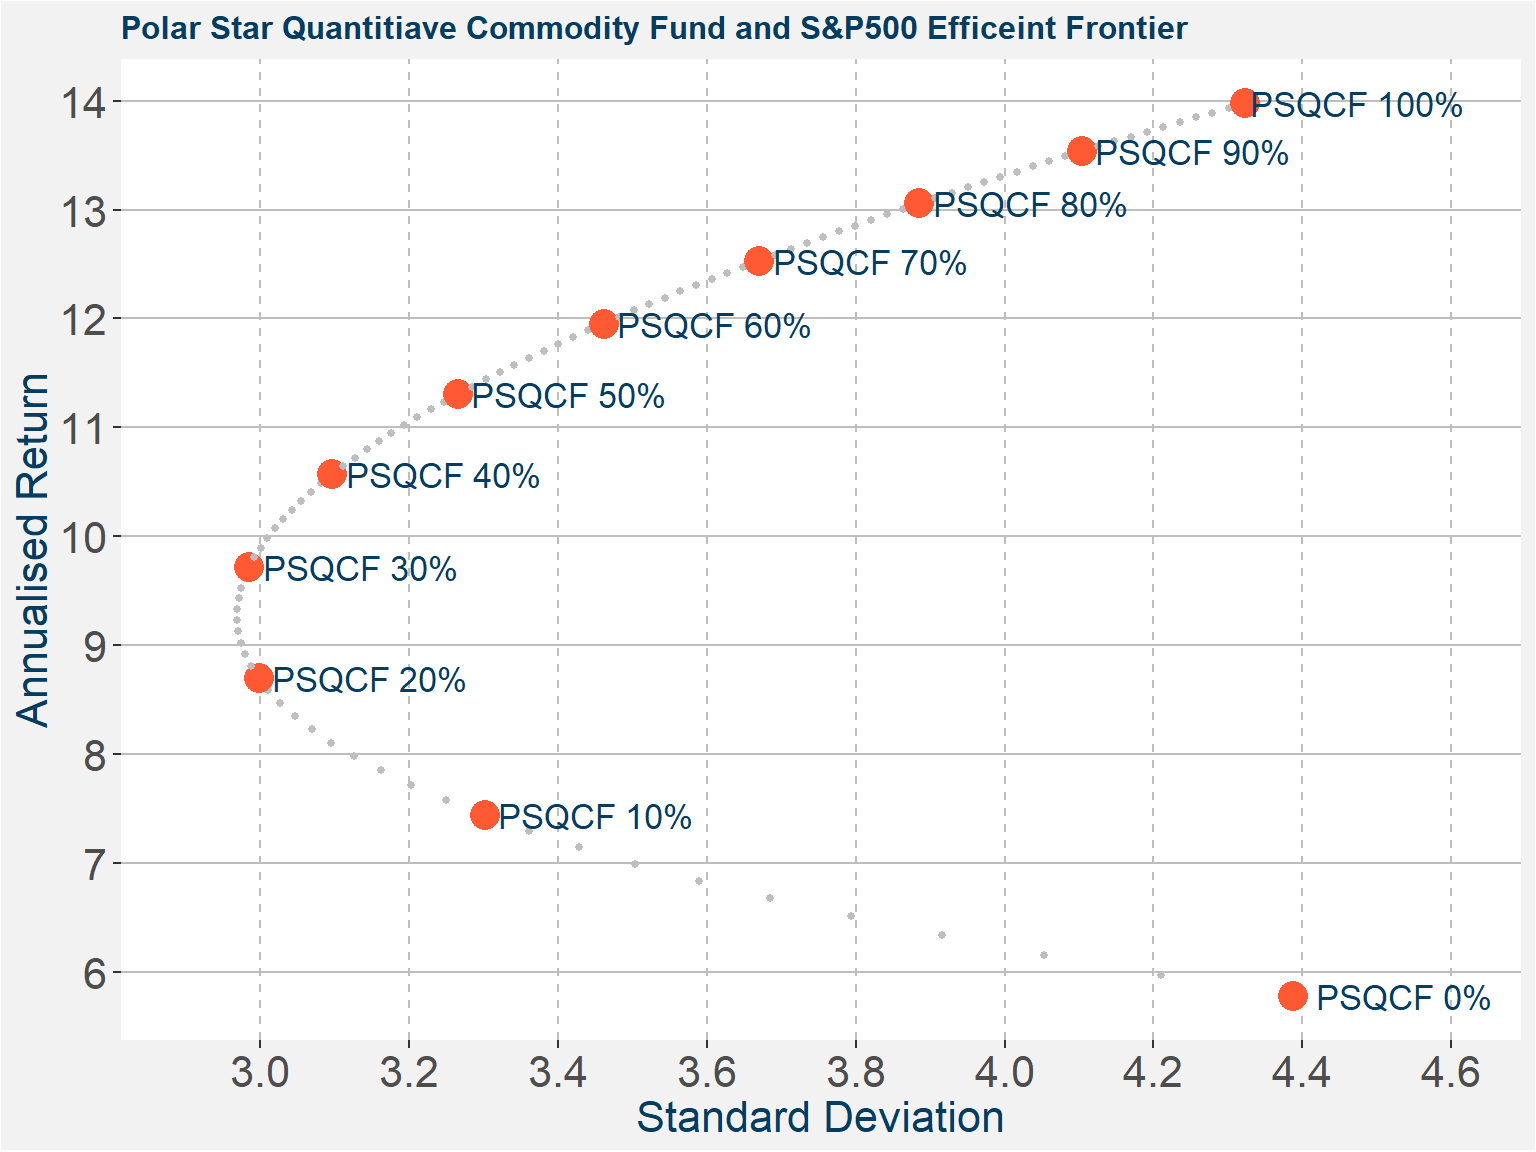 Polar Star Quantitiave Commodity Fund and S&P500 Efficeint Frontier
14
PSQCF 100%
PSQCF 90%
13
PSQCF 80%
PSQCF 70%
12
PSQCF 60%
11
PSQCF 50%
PSQCF 40%
10
PSQCF 30%
9
PSQCF 20%
8
PSQCF 10%
7
6
PSQCF 0%
Annualised Return
3.0 3.2 3.4 3.6 3.8 4.0 4.2 4.4 4.6
Standard Deviation